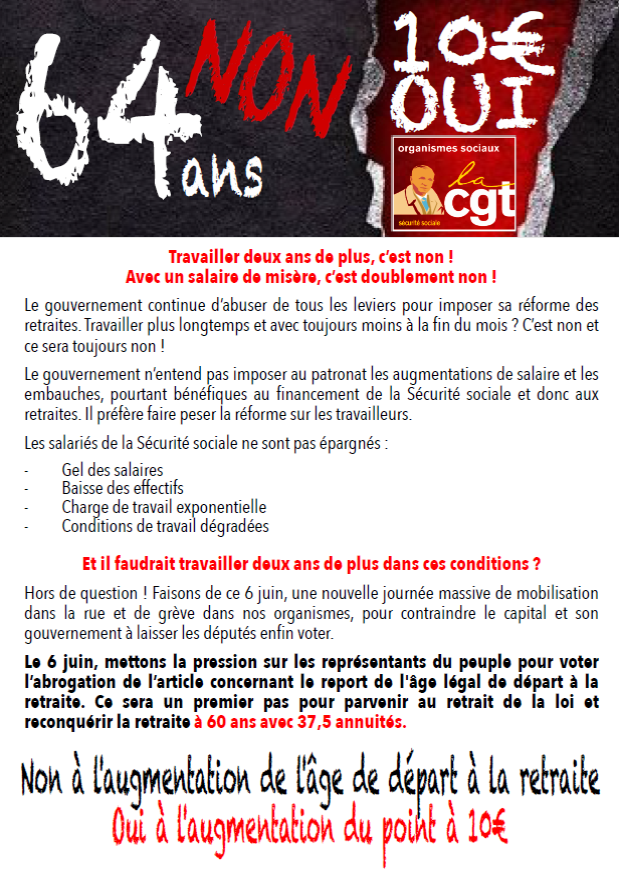 64 ans NON
10€
OUI
organismes sociaux
la
cgt
sécurité sociale
Travailler deux ans de plus, c’est non !
Avec un salaire de misère, c’est doublement non !
Le gouvernement continue d’abuser de tous les leviers pour imposer sa réforme des
retraites. Travailler plus longtemps et avec toujours moins à la fin du mois ? C'est non et
ce sera toujours non !
Le gouvernement n’entend pas imposer au patronat les augmentations de salaire et les
embauches, pourtant bénéfiques au financement de la Sécurité sociale et donc aux
retraites. Il préfère faire peser la réforme sur les travailleurs.
Les salariés de la Sécurité sociale ne sont pas épargnés :
- Gel des salaires
- Baisse des effectifs
- Charge de travail exponentielle
- Conditions de travail dégradées
Et il faudrait travailler deux ans de plus dans ces conditions ?
Hors de question ! Faisons de ce 6 juin, une nouvelle journée massive de mobilisation
dans la rue et de grève dans nos organismes, pour contraindre le capital et son
gouvernement à laisser les députés enfin voter.
Le 6 juin, mettons la pression sur les représentants du peuple pour voter
l’abrogation de l’article concernant le report de l'âge légal de départ à la
retraite. Ce sera un premier pas pour parvenir au retrait de la loi et
reconquérir la retraite à 60 ans avec 37,5 annuités.
Non à l'augmentation de l'âge de départ à la retraite
Oui à l'augmentation du point à 10€